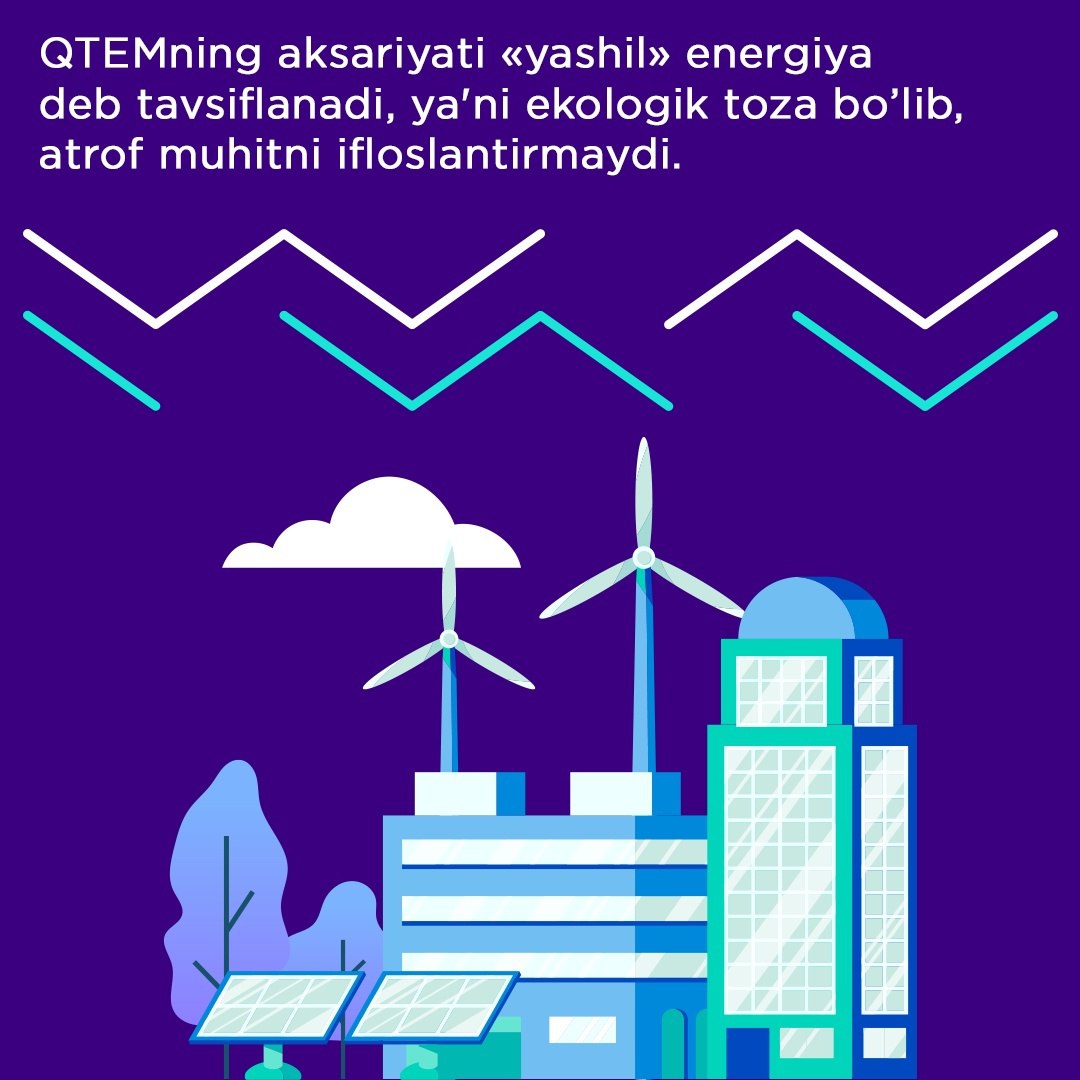 QTEMning aksariyati «yashil» energiya
deb tavsiflanadi, ya'ni ekologik toza bo’lib,
atrof muhitni ifloslantirmaydi.